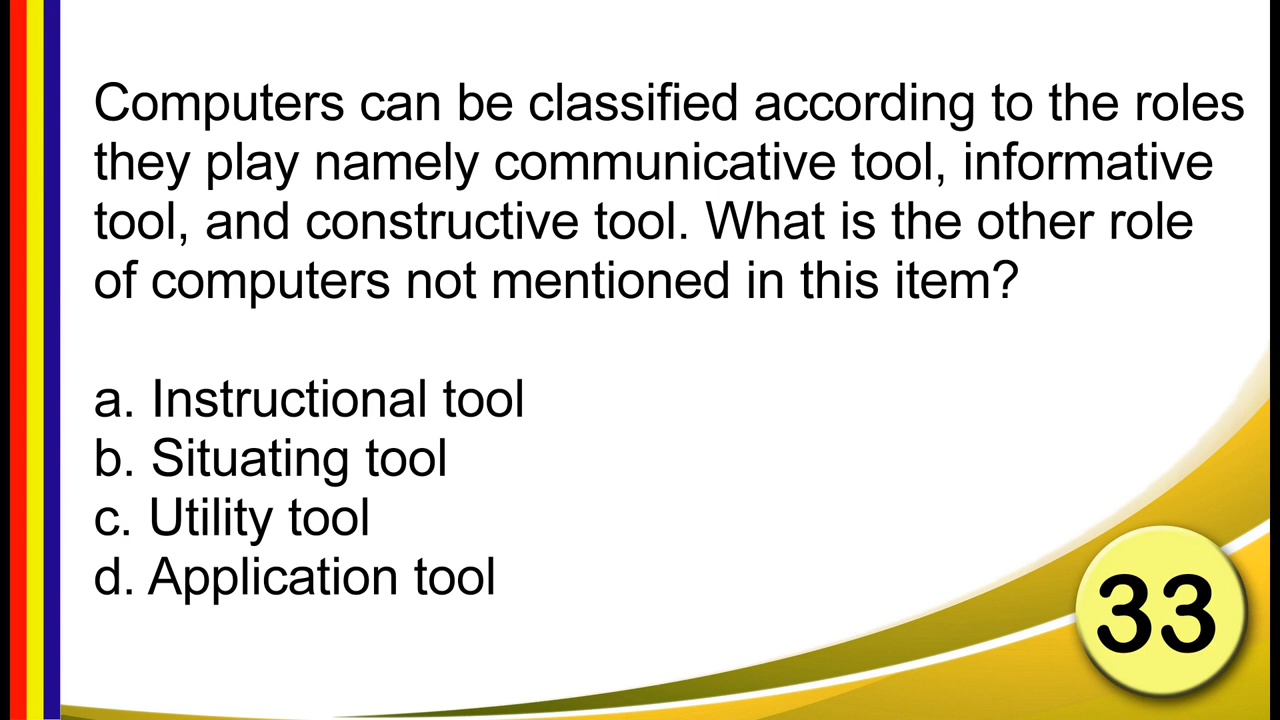 Computers can be classified according to the roles
they play namely communicative tool, informative
tool, and constructive tool. What is the other role
of computers not mentioned in this item?
a. Instructional tool
b. Situating tool
c. Utility tool
d. Application tool
33